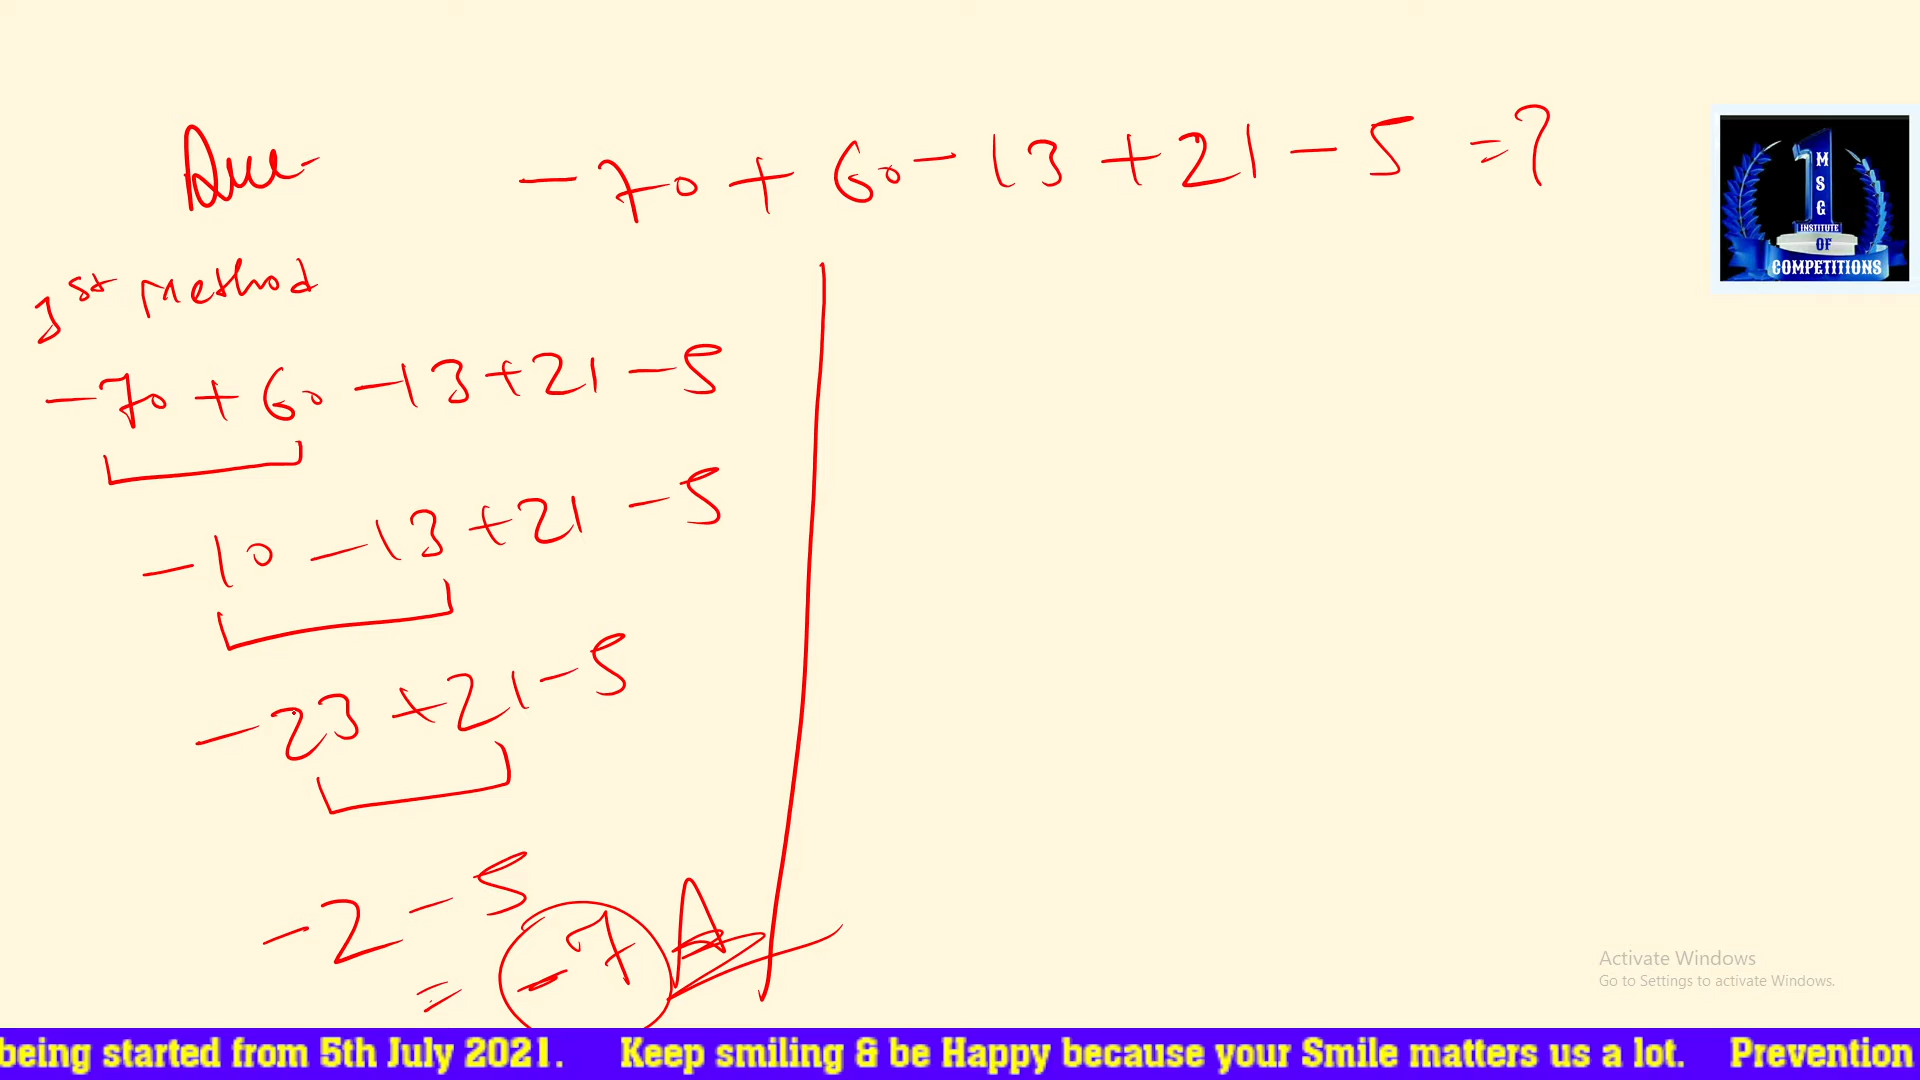 Que - 70 + 60 - 13 + 21 - 5 = ?
1st Method
- 70 + 60 - 13 + 21 - 5
- 10 - 13 + 21 - 5
- 23 + 21 - 5
- 2 - 5
= - 7 A
1
MSG
INSTITUTE
OF
COMPETITIONS
Activate Windows
Go to Settings to activate Windows.
being started from 5th July 2021. Keep smiling & be Happy because your Smile matters us a lot. Prevention